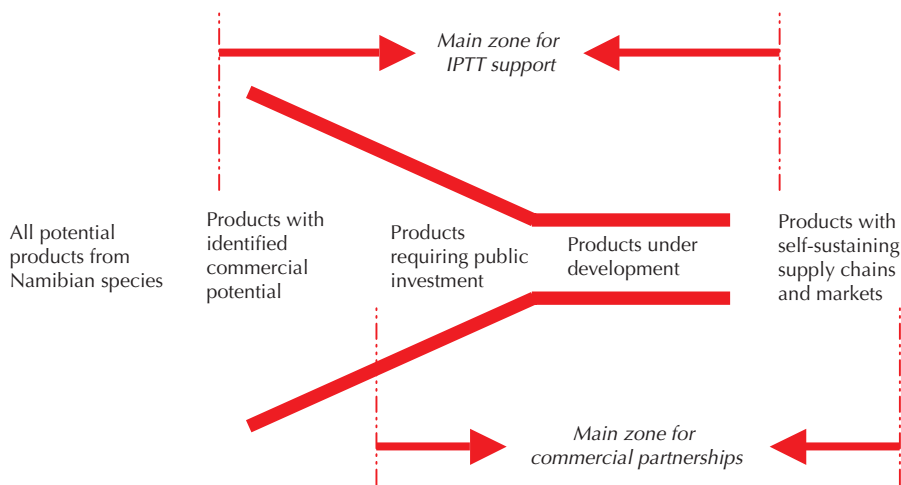 Main zone for
IPTT support
All potential
products from
Namibian species
Products with
identified
commercial
potential
Products
requiring public
investment
Products under
development
Products with
self-sustaining
supply chains
and markets
Main zone for
commercial partnerships